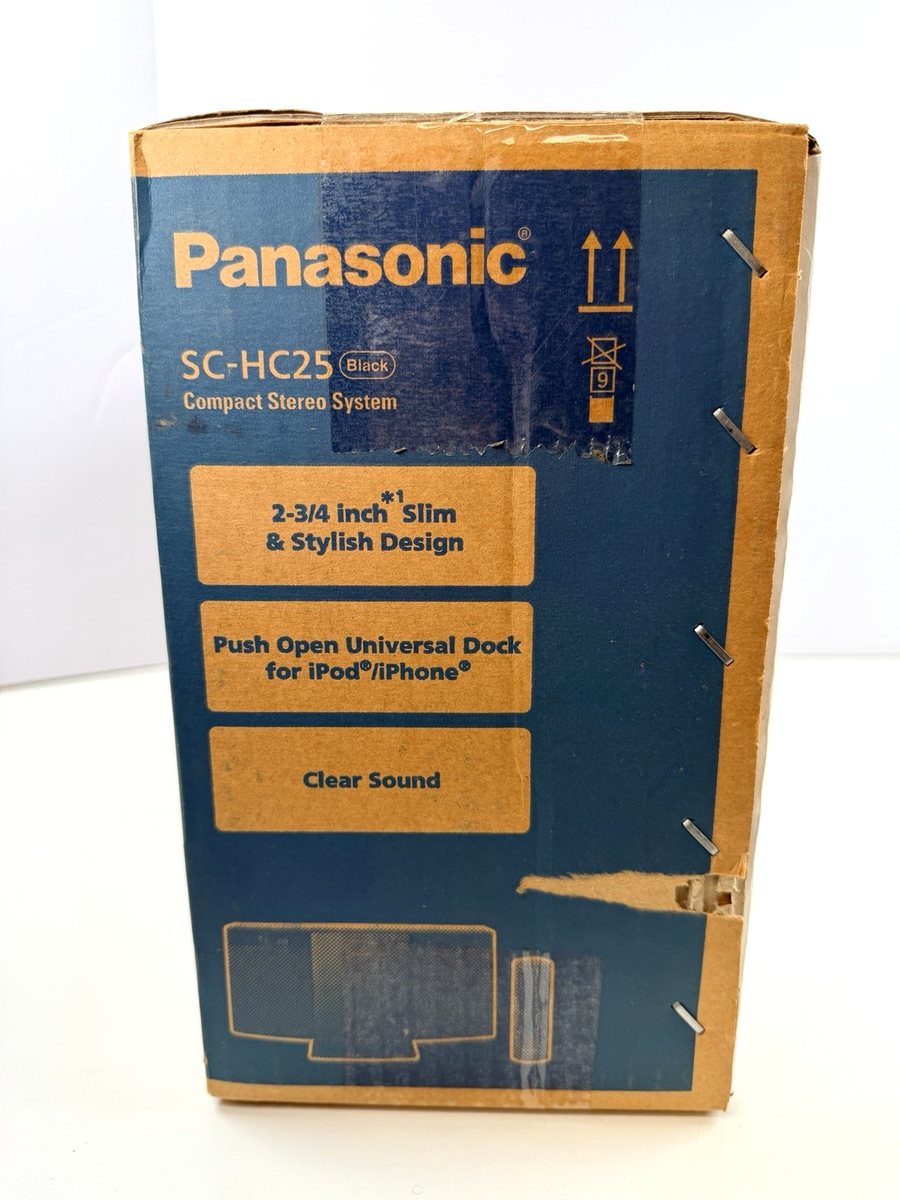 Panasonic®
SC-HC25 Black
Compact Stereo System
9
2-3/4 inch*1 Slim
& Stylish Design
Push Open Universal Dock
for iPod®/iPhone®
Clear Sound